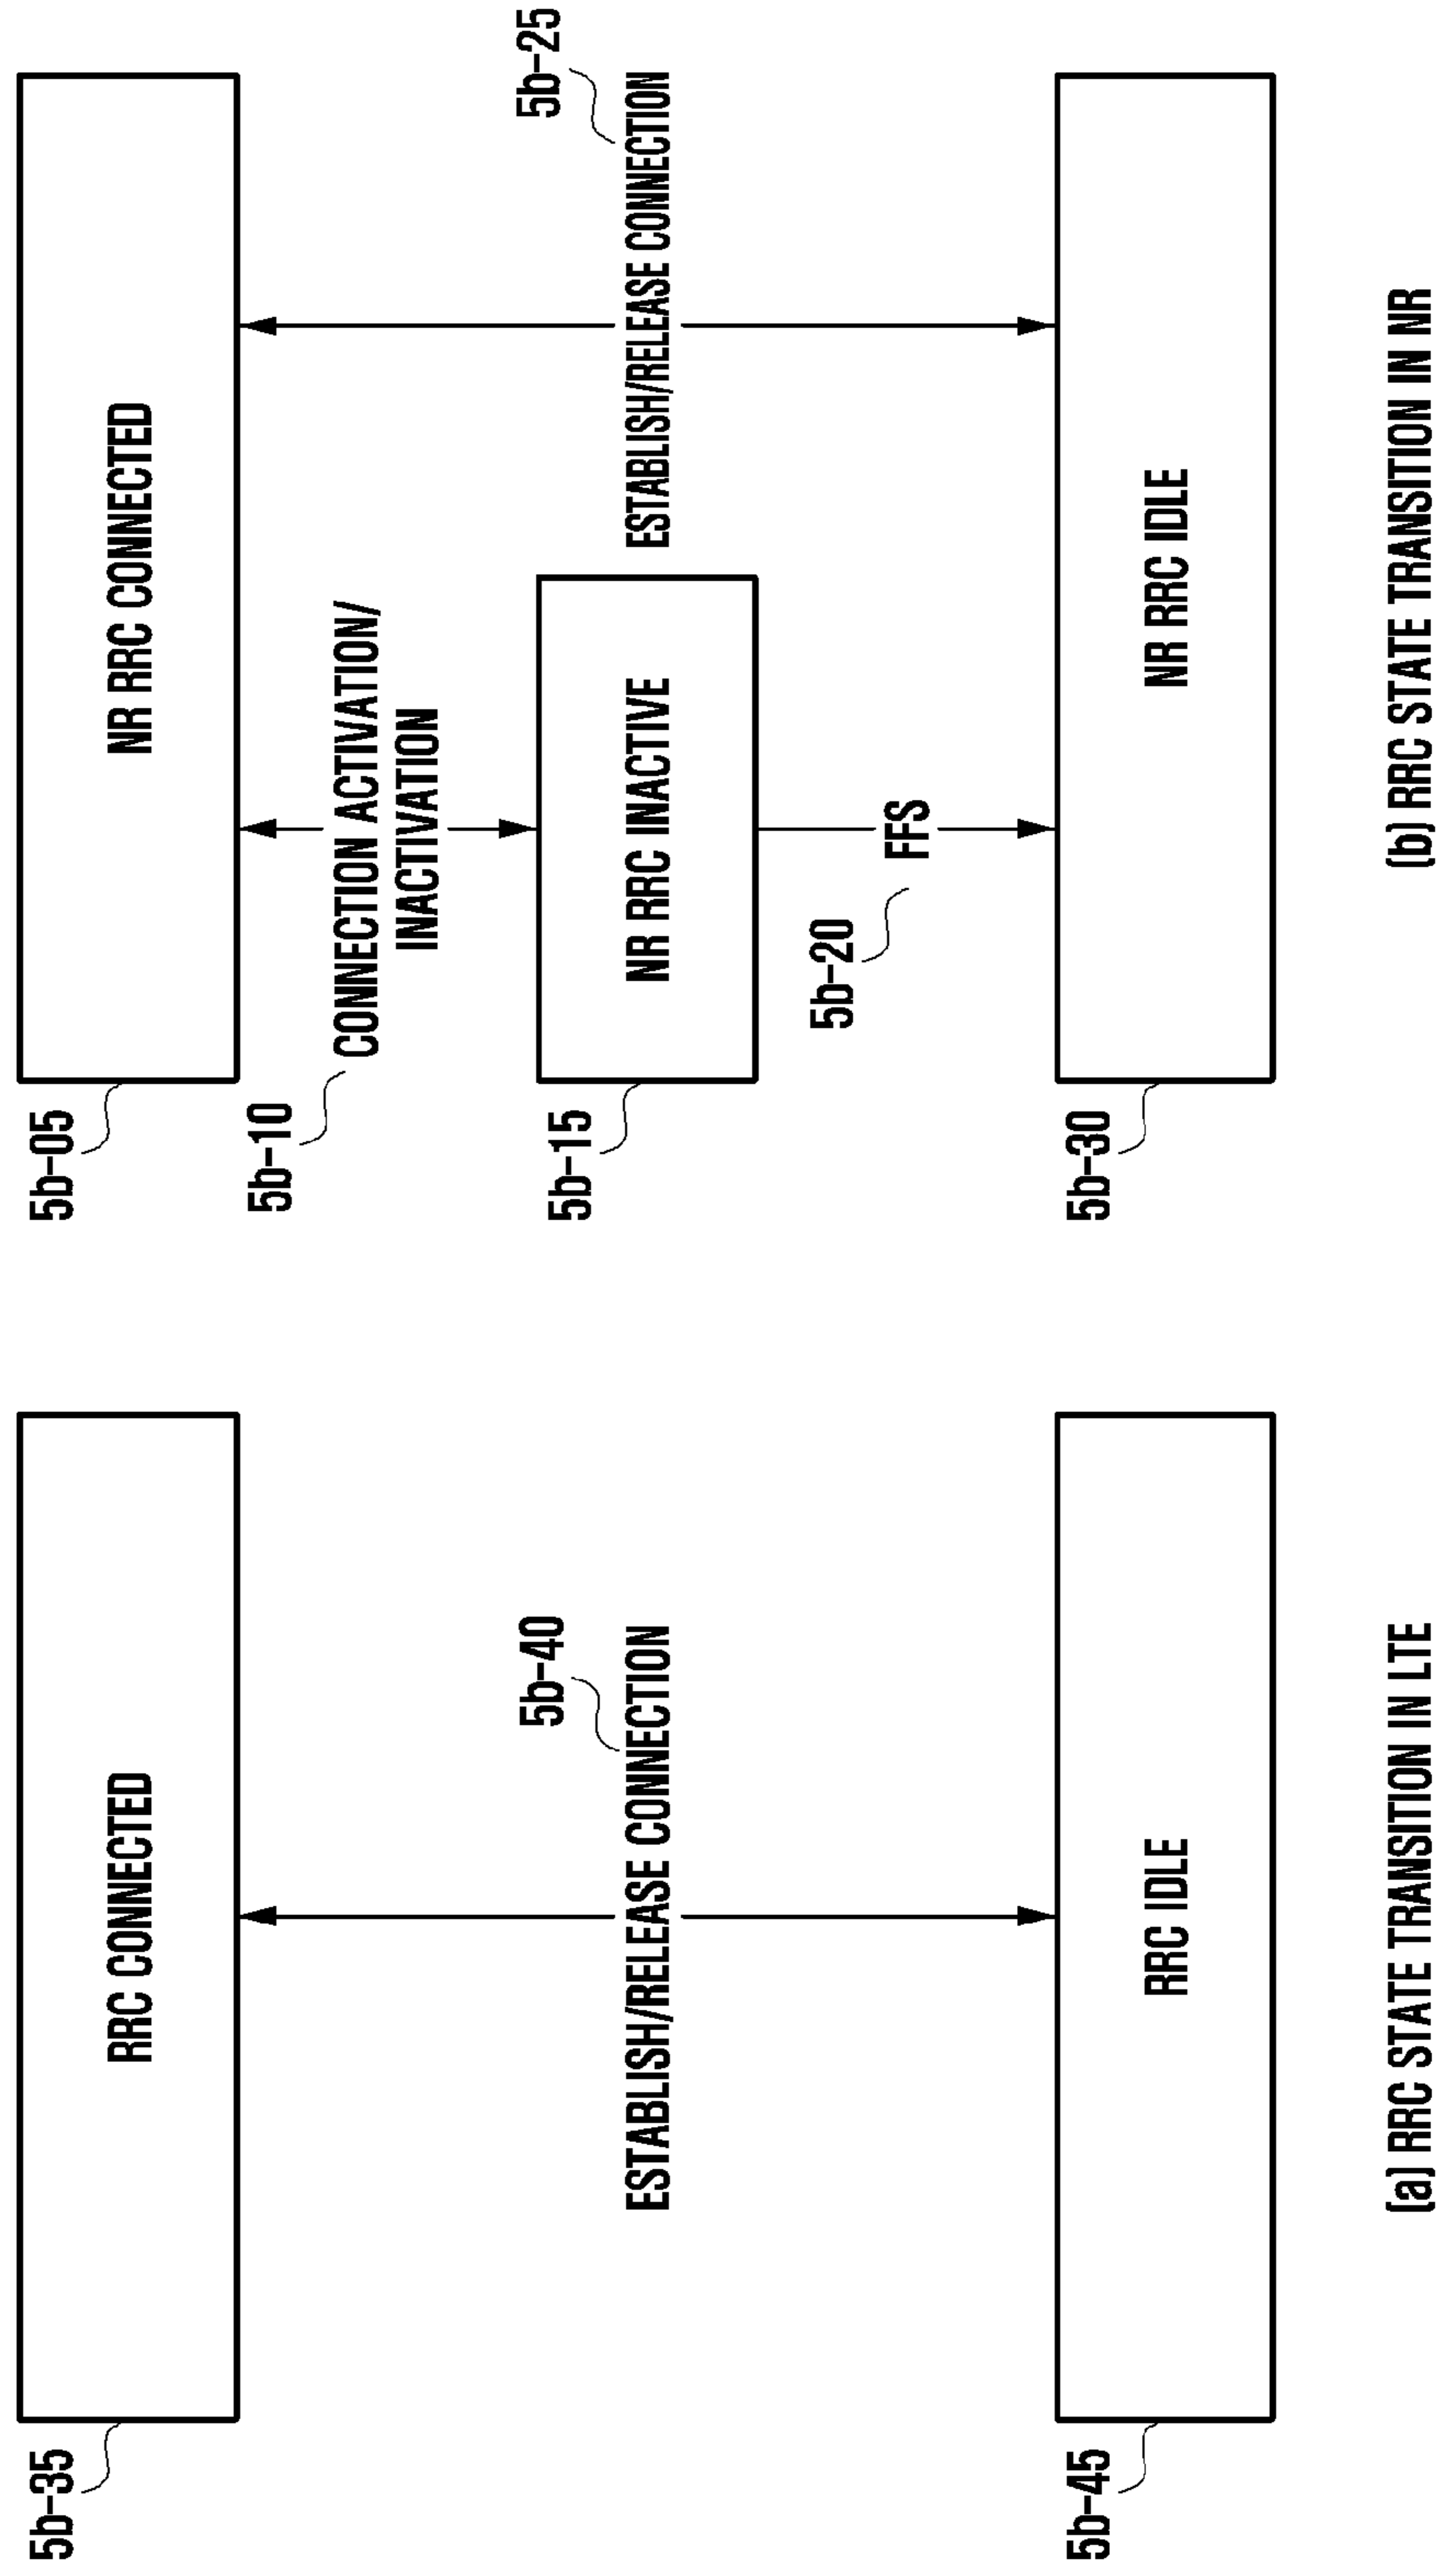 5b-35
RRC CONNECTED
5b-40
ESTABLISH/RELEASE CONNECTION
5b-45
RRC IDLE
(a) RRC STATE TRANSITION IN LTE
5b-05
NR RRC CONNECTED
5b-10
CONNECTION ACTIVATION/
INACTIVATION
5b-25
ESTABLISH/RELEASE CONNECTION
5b-15
NR RRC INACTIVE
5b-20
FFS
5b-30
NR RRC IDLE
(b) RRC STATE TRANSITION IN NR